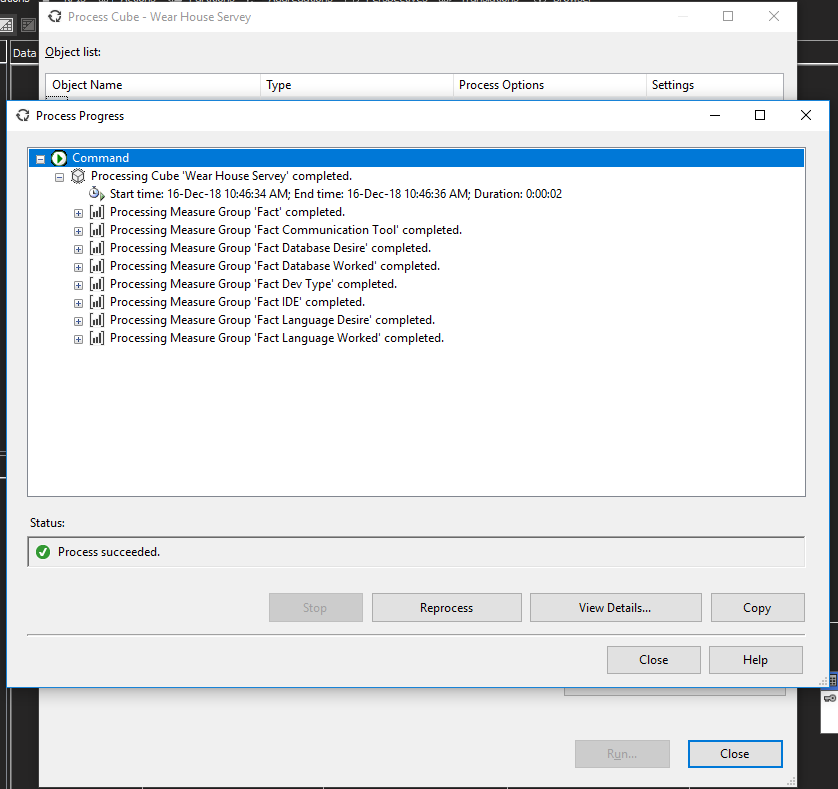 Process Cube - Wear House Servey
Data
Object list:
Object Name Type Process Options Settings
Process Progress
Command
Processing Cube 'Wear House Servey' completed.
Start time: 16-Dec-18 10:46:34 AM; End time: 16-Dec-18 10:46:36 AM; Duration: 0:00:02
Processing Measure Group 'Fact' completed.
Processing Measure Group 'Fact Communication Tool' completed.
Processing Measure Group 'Fact Database Desire' completed.
Processing Measure Group 'Fact Database Worked' completed.
Processing Measure Group 'Fact Dev Type' completed.
Processing Measure Group 'Fact IDE' completed.
Processing Measure Group 'Fact Language Desire' completed.
Processing Measure Group 'Fact Language Worked' completed.
Status:
Process succeeded.
Stop Reprocess View Details... Copy
Close Help
Run... Close